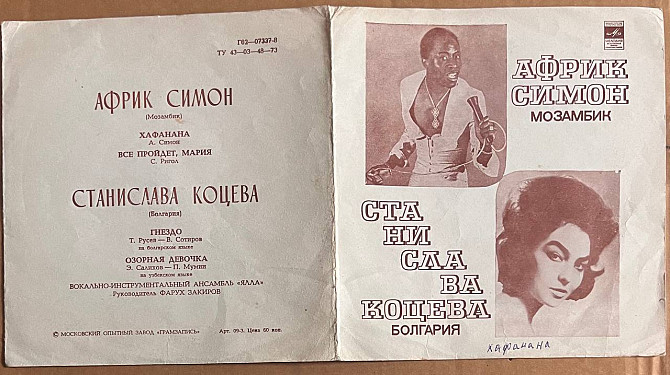 Г62—07337-8
ТУ 43—03—48—73
АФРИК СИМОН
(Мозамбик)
ХАФАНАНА
А. Симон
ВСЕ ПРОЙДЕТ, МАРИЯ
С. Ригол
СТАНИСЛАВА КОЦЕВА
(Болгария)
ГНЕЗДО
Т. Русев — В. Сотиров
на болгарском языке
ОЗОРНАЯ ДЕВОЧКА
Э. Салихов — П. Мумин
на узбекском языке
ВОКАЛЬНО-ИНСТРУМЕНТАЛЬНЫЙ АНСАМБЛЬ «ЯЛЛА»
Руководитель ФАРУХ ЗАКИРОВ
© МОСКОВСКИЙ ОПЫТНЫЙ ЗАВОД «ГРАМЗАПИСЬ» Арт. 09-3. Цена 60 коп.
АФРИК
СИМОН
МОЗАМБИК
СТА
НИ
СЛА
ВА
КОЦЕВА
БОЛГАРИЯ
хафанана